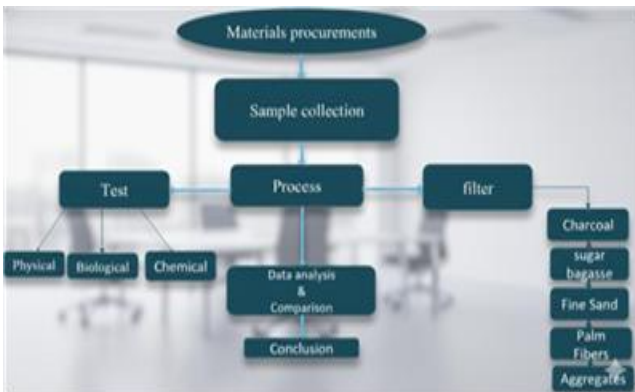 Materials procurements
Sample collection
Test
Process
filter
Physical
Biological
Chemical
Data analysis
&
Comparison
Conclusion
Charcoal
sugar
bagasse
Fine Sand
Palm
Fibers
Aggregates